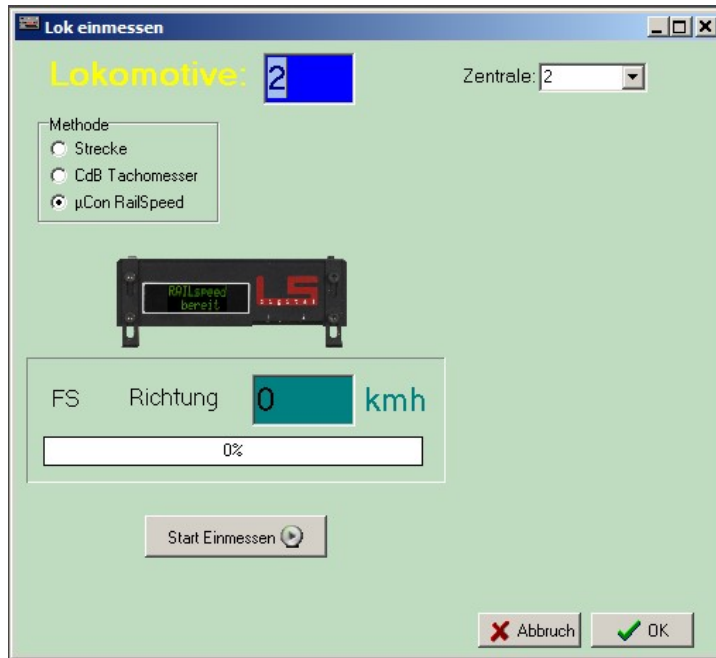 Lok einmessen
Lokomotive: 2
Zentrale: 2
Methode
Strecke
CdB Tachomesser
µCon RailSpeed
RAILspeed
bereit
LS
Digital
FS Richtung 0 kmh
0%
Start Einmessen
Abbruch OK